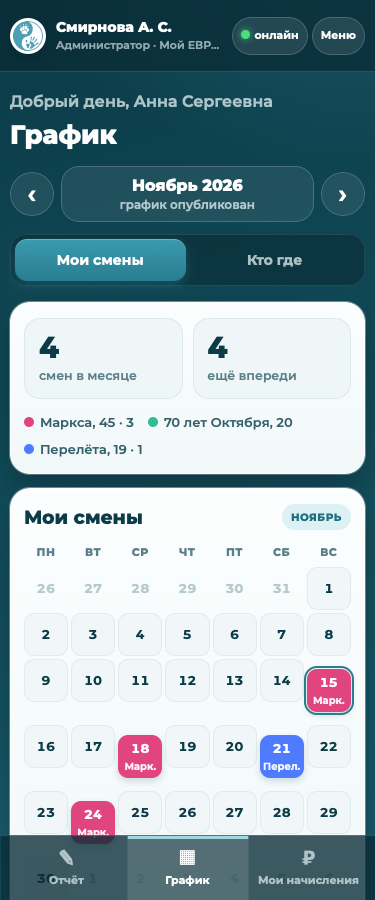 Смирнова А. С.
Администратор · Мой ЕВР...
онлайн
Меню
Добрый день, Анна Сергеевна
График
‹
Ноябрь 2026
график опубликован
›
Мои смены
Кто где
4
смен в месяце
4
ещё впереди
Маркса, 45 · 3
70 лет Октября, 20
Перелёта, 19 · 1
Мои смены
НОЯБРЬ
ПН ВТ СР ЧТ ПТ СБ ВС
26 27 28 29 30 31 1
2 3 4 5 6 7 8
9 10 11 12 13 14 15
Марк.
16 17 18 19 20 21 22
Марк. Перел.
23 24 25 26 27 28 29
Марк.
30 1 2 4
Отчёт
График
₽
Мои начисления